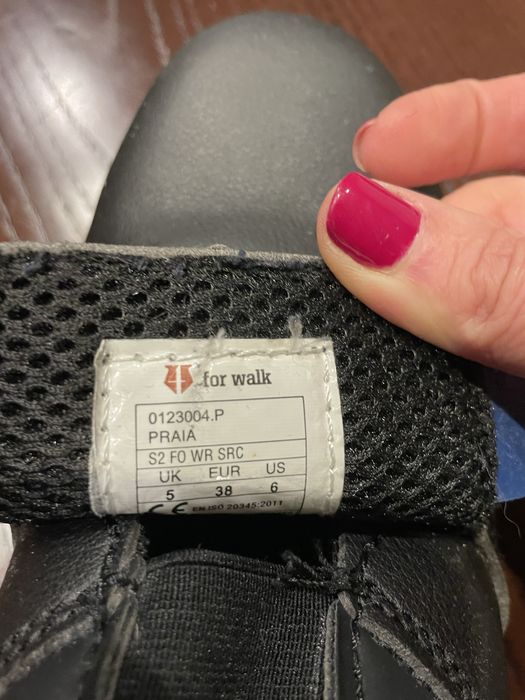 for walk
0123004.P
PRAIA
S2 FO WR SRC
UK EUR US
5 38 6
CE EN ISO 20345:2011